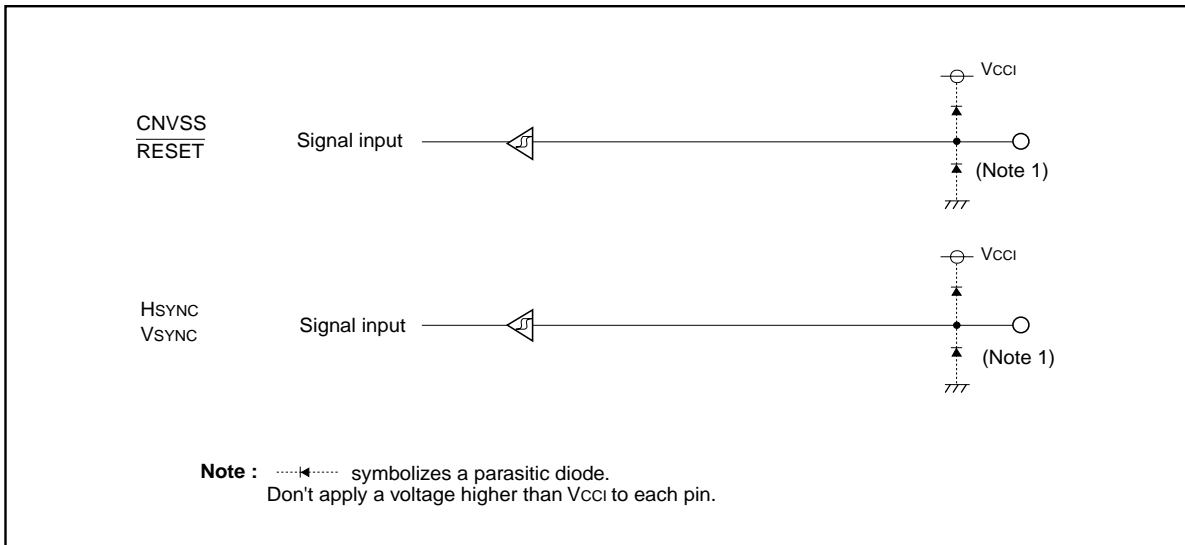 VCCI
CNVSS
RESET
Signal input
(Note 1)
VCCI
HSYNC
VSYNC
Signal input
(Note 1)
Note : symbolizes a parasitic diode.
Don't apply a voltage higher than VCCI to each pin.